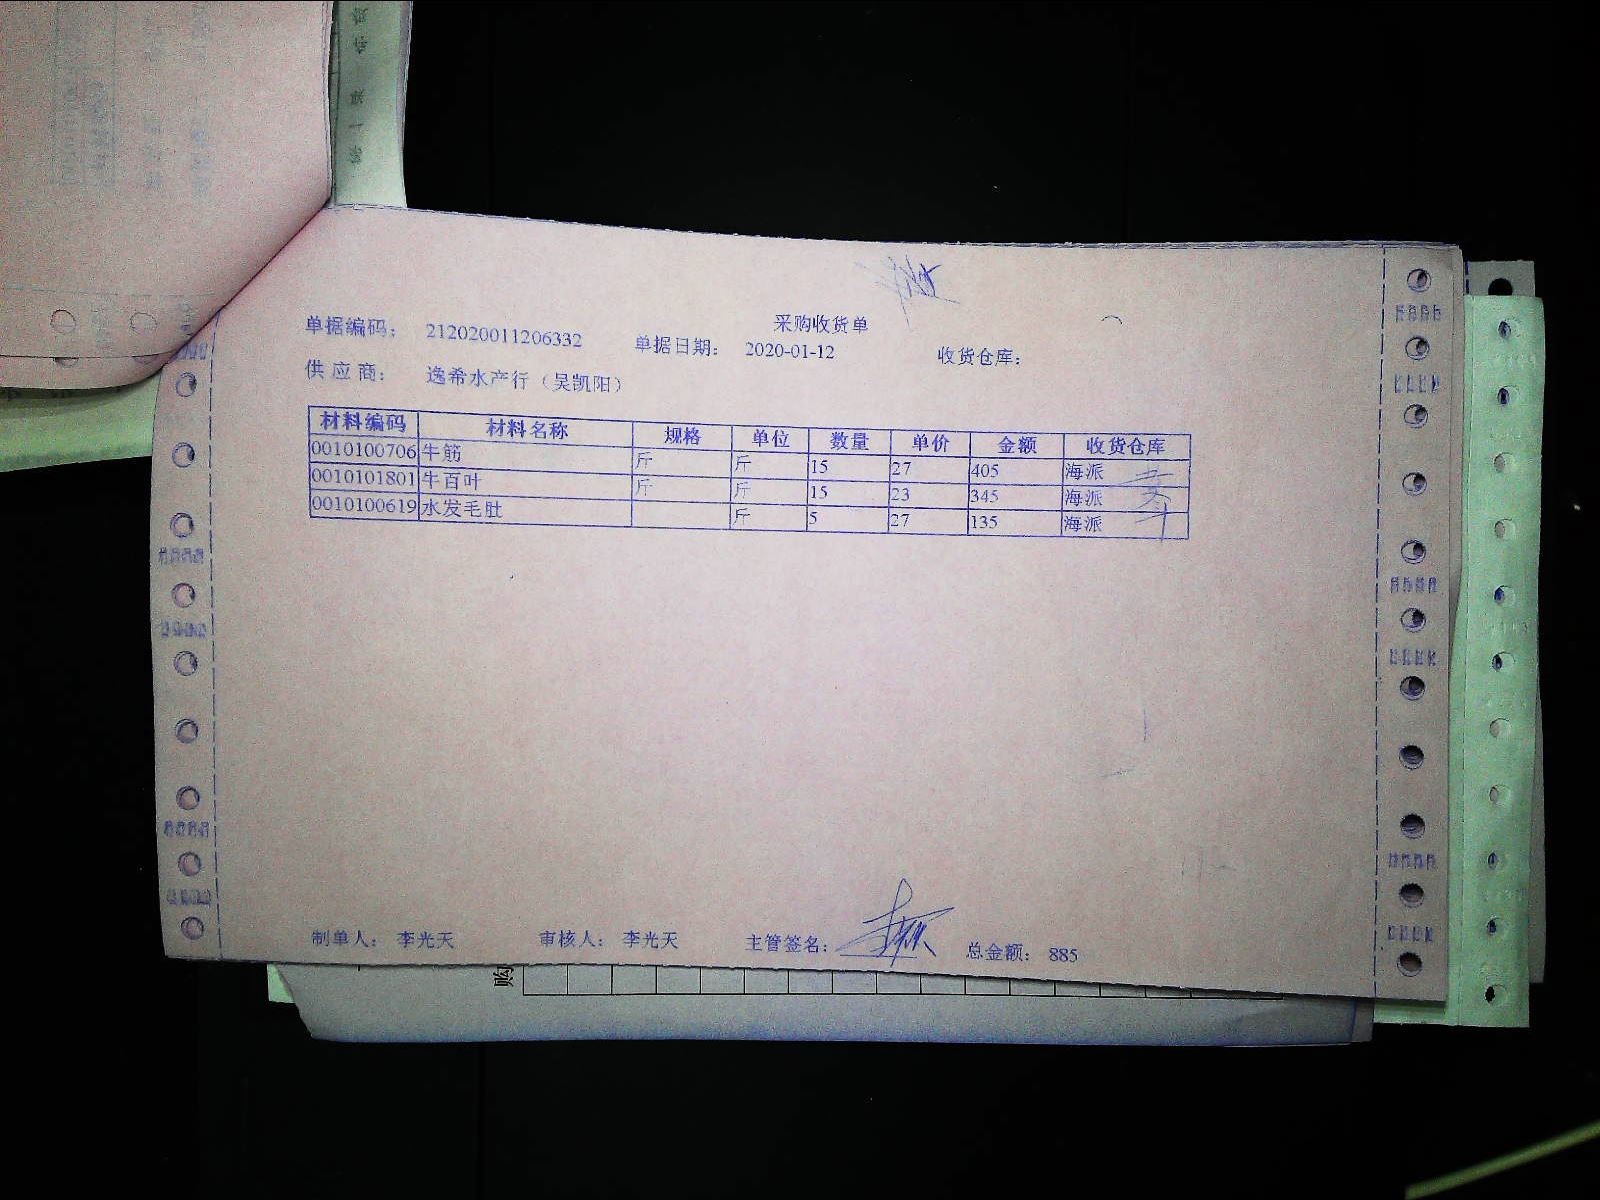 采购收货单
单据编码： 212020011206332 单据日期： 2020-01-12 收货仓库：
供 应 商： 逸希水产行（吴凯阳）
材料编码 材料名称 规格 单位 数量 单价 金额 收货仓库
0010100706 牛筋 斤 斤 15 27 405 海派
0010101801 牛百叶 斤 斤 15 23 345 海派
0010100619 水发毛肚 斤 5 27 135 海派
制单人： 李光天 审核人： 李光天 主管签名： 总金额： 885
购